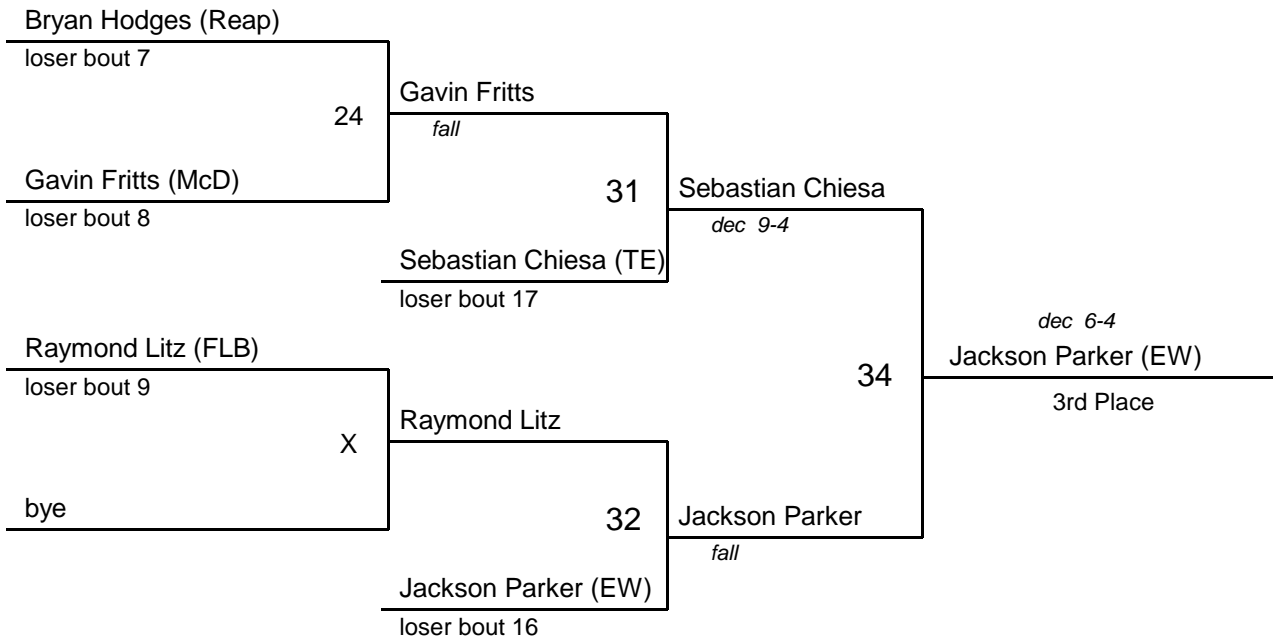 Bryan Hodges (Reap)
loser bout 7
24
Gavin Fritts
fall
Gavin Fritts (McD)
loser bout 8
31
Sebastian Chiesa
dec 9-4
Sebastian Chiesa (TE)
loser bout 17
Raymond Litz (FLB)
loser bout 9
34
dec 6-4
Jackson Parker (EW)
3rd Place
X
Raymond Litz
bye
32
Jackson Parker
fall
Jackson Parker (EW)
loser bout 16